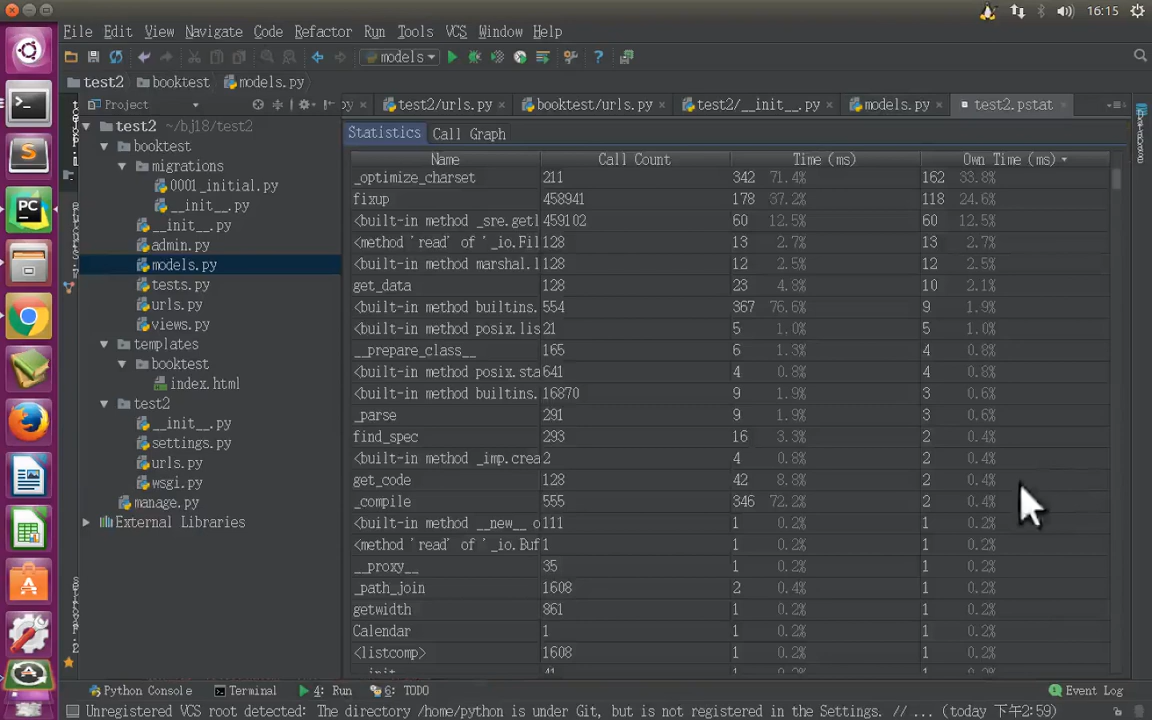 16:15
File Edit View Navigate Code Refactor Run Tools VCS Window Help
models
test2 booktest models.py
Project
py test2/urls.py booktest/urls.py test2/__init__.py models.py test2.pstat
test2 ~/bj18/test2
booktest
migrations
0001_initial.py
__init__.py
__init__.py
admin.py
models.py
tests.py
urls.py
views.py
templates
booktest
index.html
test2
__init__.py
settings.py
urls.py
wsgi.py
manage.py
External Libraries
Statistics Call Graph
Name Call Count Time (ms) Own Time (ms)
_optimize_charset 211 342 71.4% 162 33.8%
fixup 458941 178 37.2% 118 24.6%
<built-in method _sre.getl 459102 60 12.5% 60 12.5%
<method 'read' of '_io.Fil 128 13 2.7% 13 2.7%
<built-in method marshal.l 128 12 2.5% 12 2.5%
get_data 128 23 4.8% 10 2.1%
<built-in method builtins. 554 367 76.6% 9 1.9%
<built-in method posix.lis 21 5 1.0% 5 1.0%
__prepare_class__ 165 6 1.3% 4 0.8%
<built-in method posix.sta 641 4 0.8% 4 0.8%
<built-in method builtins. 16870 9 1.9% 3 0.6%
_parse 291 9 1.9% 3 0.6%
find_spec 293 16 3.3% 2 0.4%
<built-in method _imp.crea 2 4 0.8% 2 0.4%
get_code 128 42 8.8% 2 0.4%
_compile 555 346 72.2% 2 0.4%
<built-in method __new__ o 111 1 0.2% 1 0.2%
<method 'read' of '_io.Buf 1 1 0.2% 1 0.2%
__proxy__ 35 1 0.2% 1 0.2%
_path_join 1608 2 0.4% 1 0.2%
getwidth 861 1 0.2% 1 0.2%
Calendar 1 1 0.2% 1 0.2%
<listcomp> 1608 1 0.2% 1 0.2%
Python Console Terminal 4: Run 6: TODO Event Log
Unregistered VCS root detected: The directory /home/python is under Git, but is not registered in the Settings. // ... (today 下午2:59)